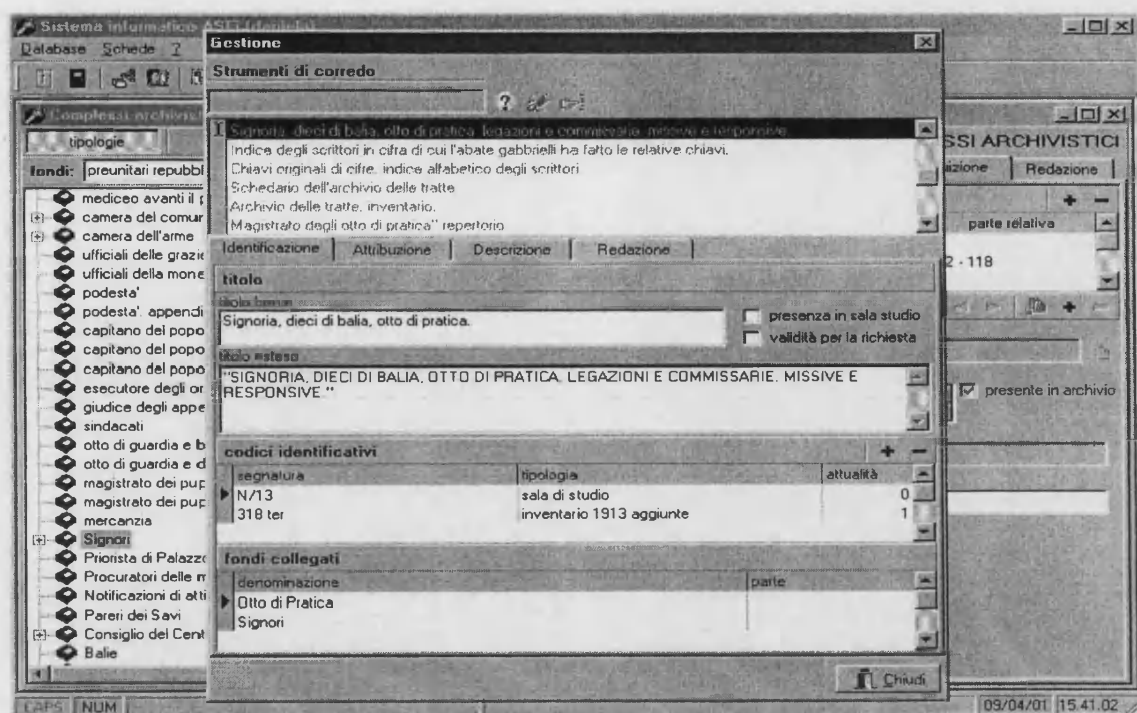 Sistema informatico ASFi (daniela)
Database Schede ?
Complessi archivisti
tipologie
fondi: preunitari repubbl
mediceo avanti il p
camera del comur
camera dell'arme
ufficiali delle grazie
ufficiali della mone
podesta'
podesta'. appendi
capitano del popo
capitano del popo
capitano del popo
esecutore degli or
giudice degli appe
sindacati
otto di guardia e b
otto di guardia e d
magistrato dei pup
magistrato dei pup
mercanzia
Signori
Priorista di Palazzo
Procuratori delle m
Notificazioni di atti
Pareri dei Savi
Consiglio del Cent
Balie
Gestione
Strumenti di corredo
Signoria, dieci di balia, otto di pratica, legazioni e commissarie, missive e responsive.
Indice degli scrittori in cifra di cui l'abate gabbrielli ha fatto le relative chiavi.
Chiavi originali di cifre, indice alfabetico degli scrittori
Schedario dell'archivio delle tratte
Archivio delle tratte, inventario.
Magistrato degli otto di pratica" repertorio
Identificazione Attribuzione Descrizione Redazione
titolo
titolo breve
Signoria, dieci di balia, otto di pratica.
presenza in sala studio
validità per la richiesta
titolo esteso
"SIGNORIA, DIECI DI BALIA, OTTO DI PRATICA, LEGAZIONI E COMMISSARIE, MISSIVE E
RESPONSIVE."
codici identificativi
segnatura tipologia attualità
N/13 sala di studio 0
318 ter inventario 1913 aggiunte 1
fondi collegati
denominazione parte
Otto di Pratica
Signori
Chiudi
SSI ARCHIVISTICI
azione Redazione
parte relativa
2 - 118
presente in archivio
CAPS NUM 09/04/01 15.41.02